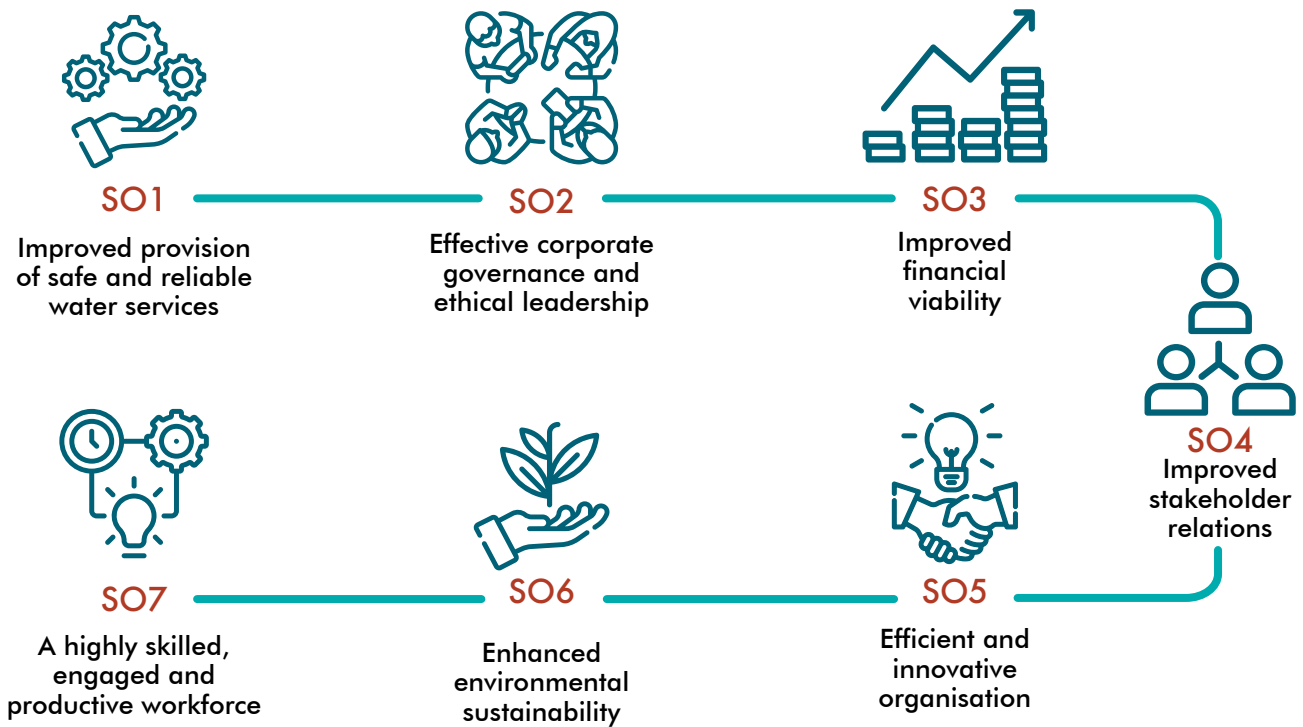 SO1
Improved provision
of safe and reliable
water services
SO2
Effective corporate
governance and
ethical leadership
SO3
Improved
financial
viability
SO4
Improved
stakeholder
relations
SO5
Efficient and
innovative
organisation
SO6
Enhanced
environmental
sustainability
SO7
A highly skilled,
engaged and
productive workforce